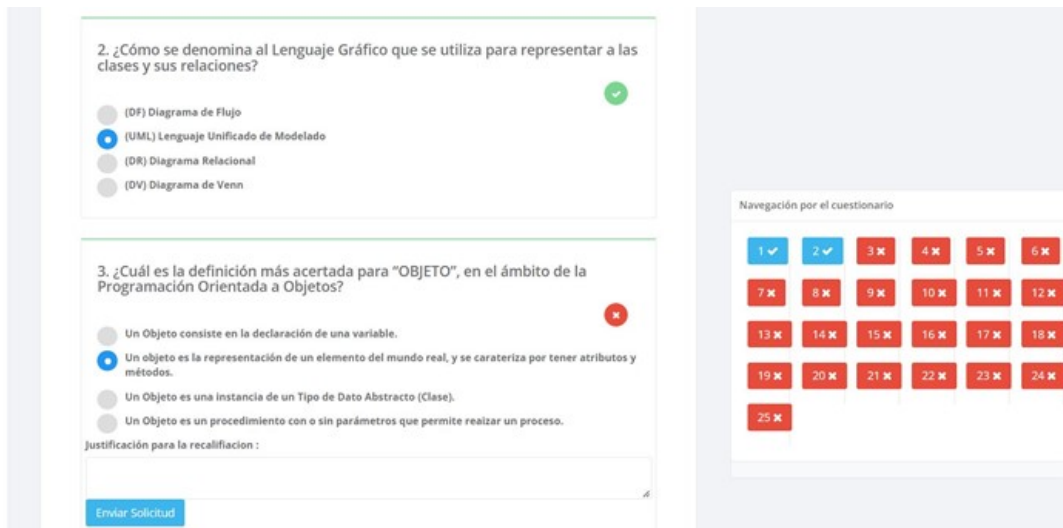 2. ¿Cómo se denomina al Lenguaje Gráfico que se utiliza para representar a las
clases y sus relaciones?
(DF) Diagrama de Flujo
(UML) Lenguaje Unificado de Modelado
(DR) Diagrama Relacional
(DV) Diagrama de Venn
3. ¿Cuál es la definición más acertada para “OBJETO”, en el ámbito de la
Programación Orientada a Objetos?
Un Objeto consiste en la declaración de una variable.
Un objeto es la representación de un elemento del mundo real, y se carateriza por tener atributos y
métodos.
Un Objeto es una instancia de un Tipo de Dato Abstracto (Clase).
Un Objeto es un procedimiento con o sin parámetros que permite reaizar un proceso.
Justificación para la recalifiacion :
Enviar Solicitud
Navegación por el cuestionario
1 2 3 4 5 6
7 8 9 10 11 12
13 14 15 16 17 18
19 20 21 22 23 24
25